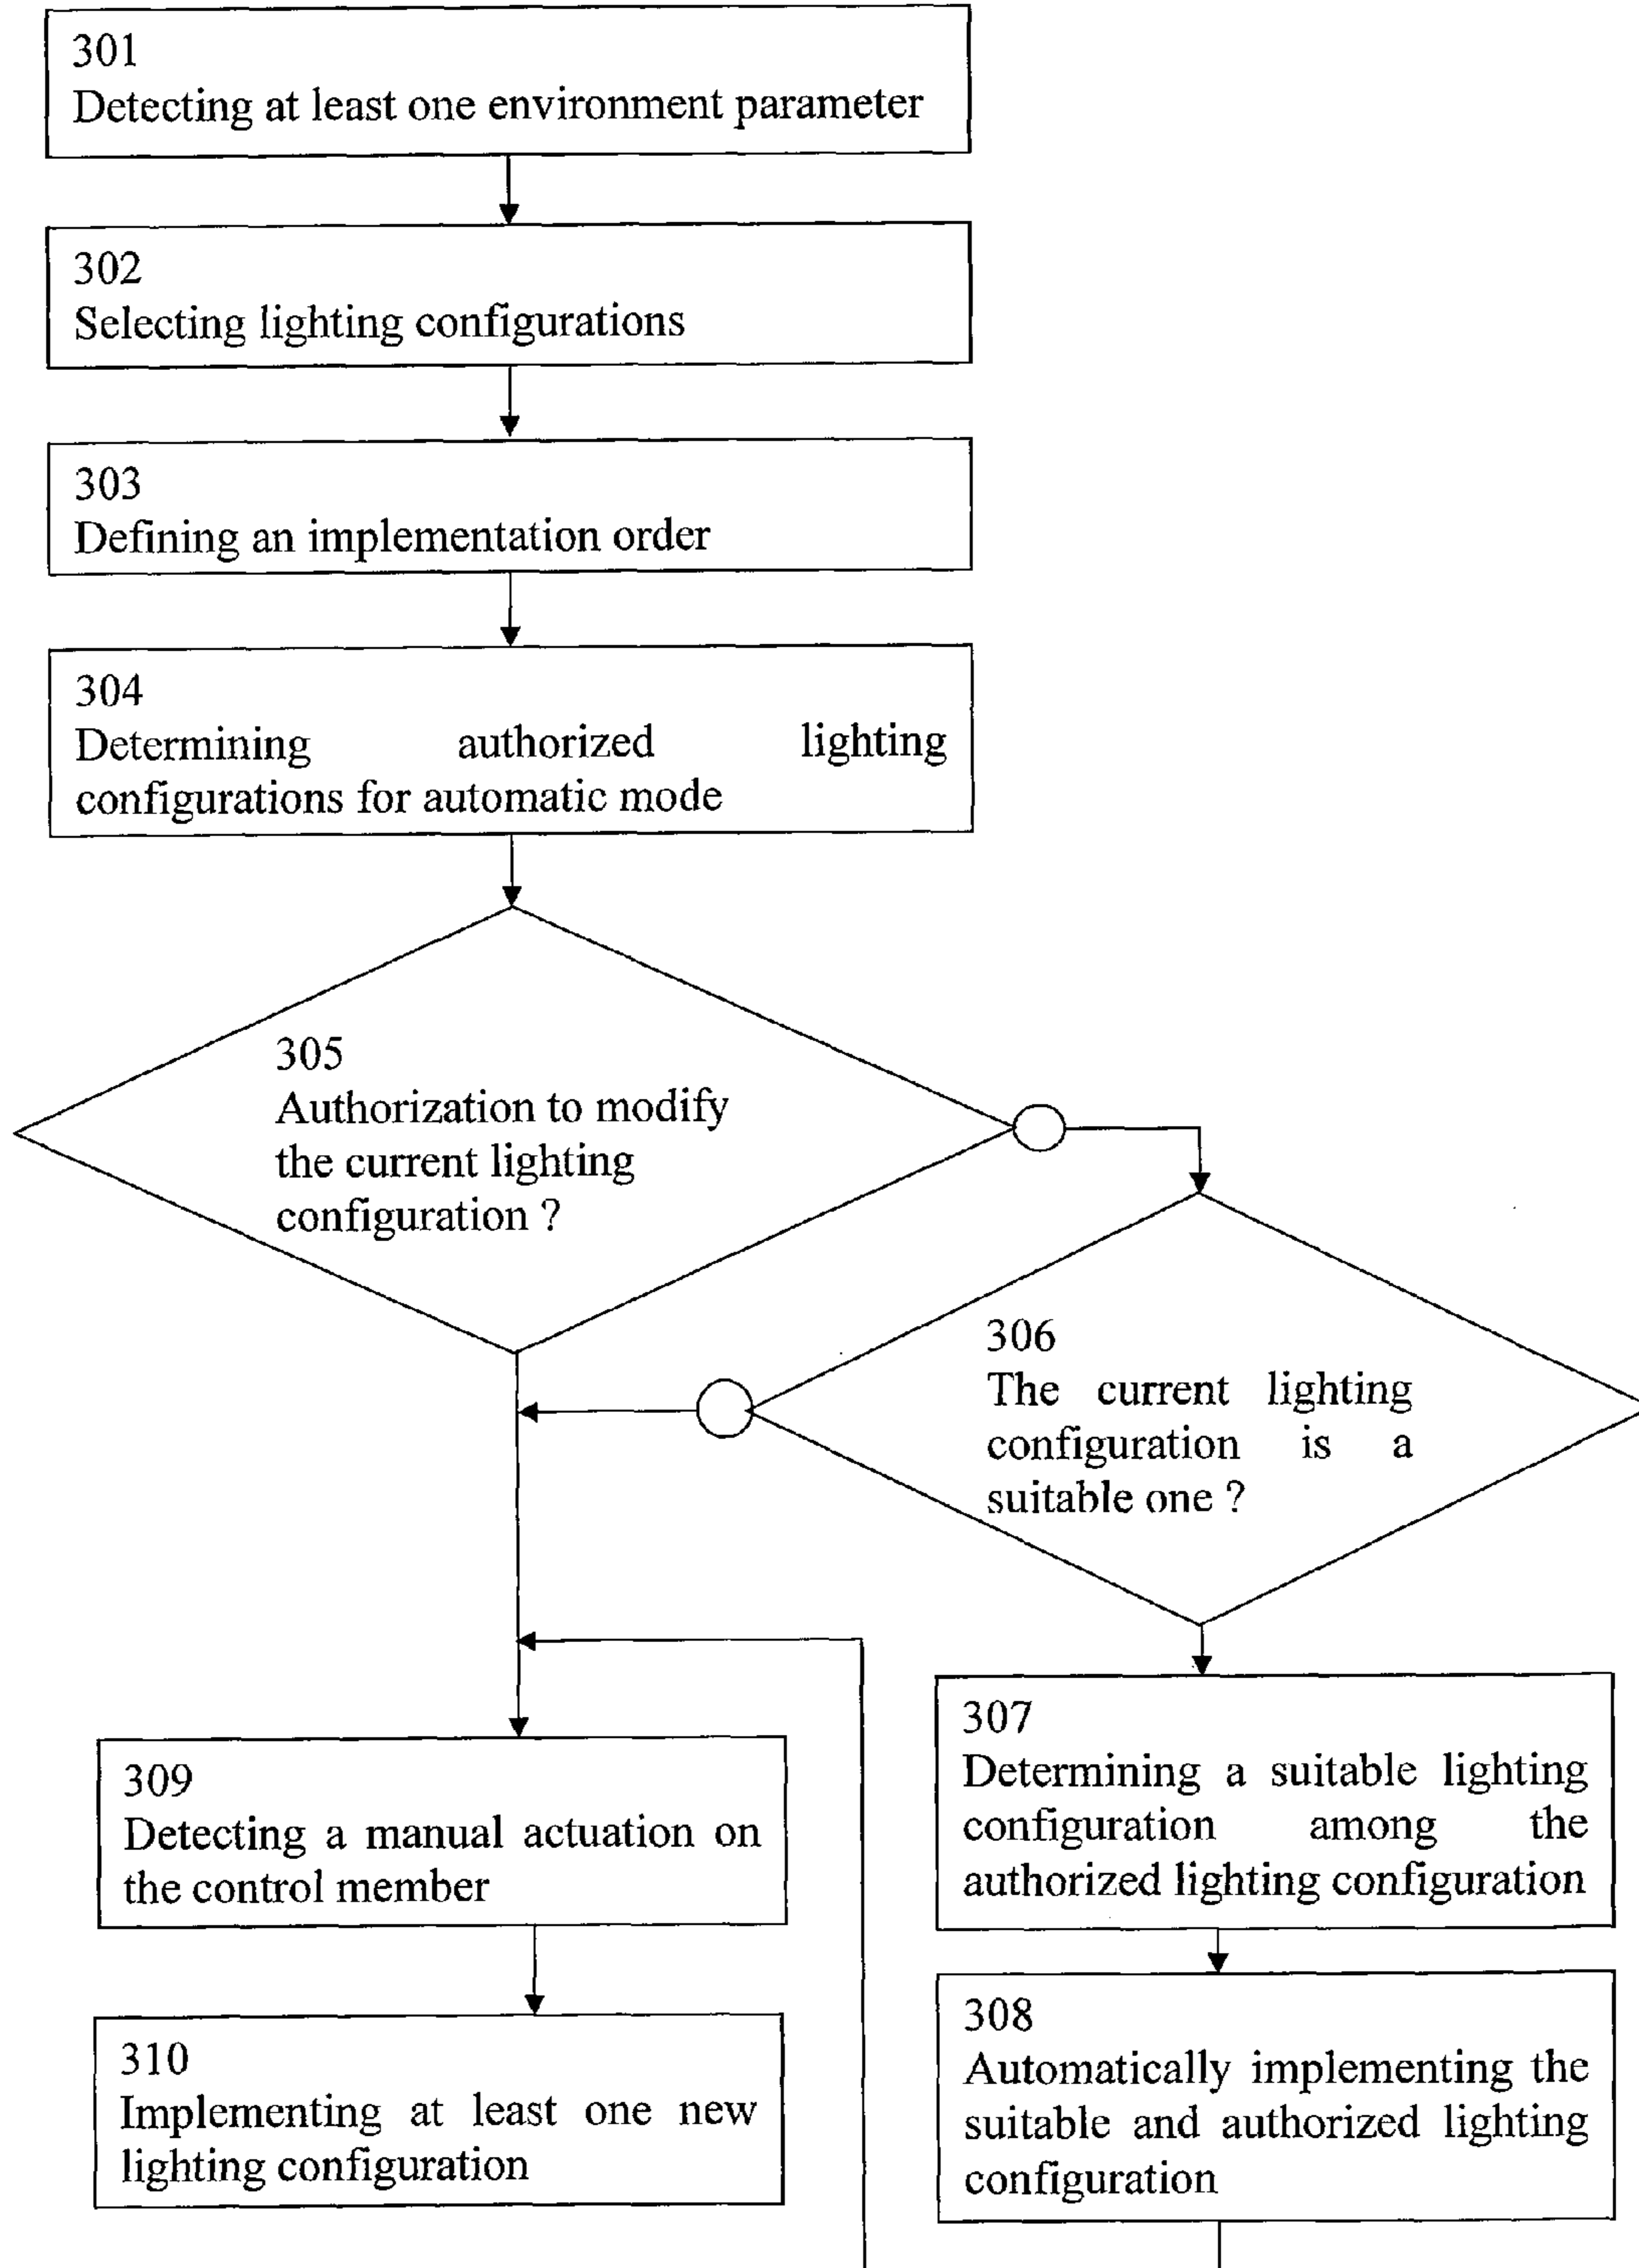 301
Detecting at least one environment parameter
302
Selecting lighting configurations
303
Defining an implementation order
304
Determining authorized lighting
configurations for automatic mode
305
Authorization to modify
the current lighting
configuration ?
306
The current lighting
configuration is a
suitable one ?
307
Determining a suitable lighting
configuration among the
authorized lighting configuration
308
Automatically implementing the
suitable and authorized lighting
configuration
309
Detecting a manual actuation on
the control member
310
Implementing at least one new
lighting configuration